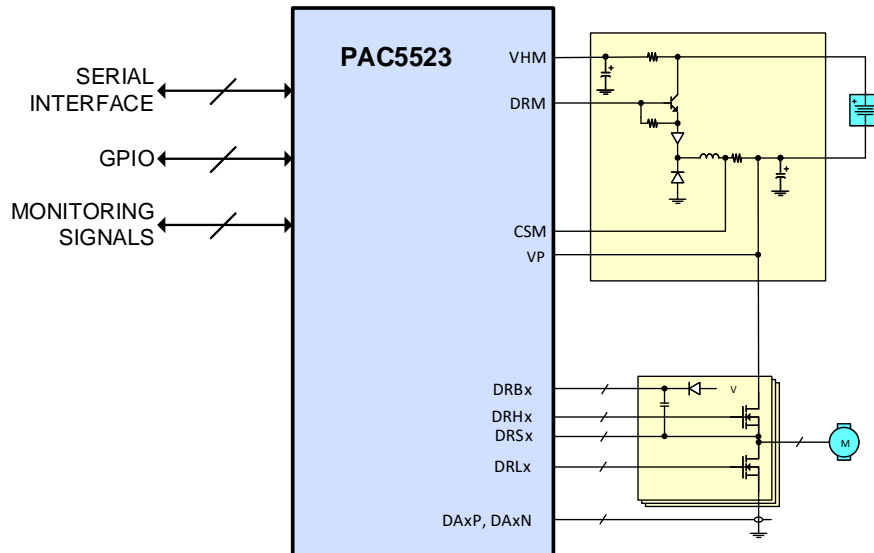 PAC5523
SERIAL
INTERFACE
GPIO
MONITORING
SIGNALS
VHM
DRM
CSM
VP
DRBx
DRHx
DRSx
DRLx
DAxP, DAxN
V
M